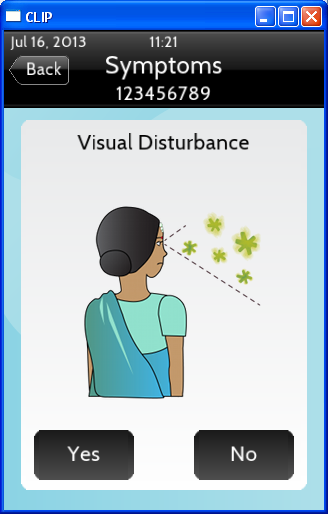 CLIP
Jul 16, 2013 11:21
Back
Symptoms
123456789
Visual Disturbance
Yes No